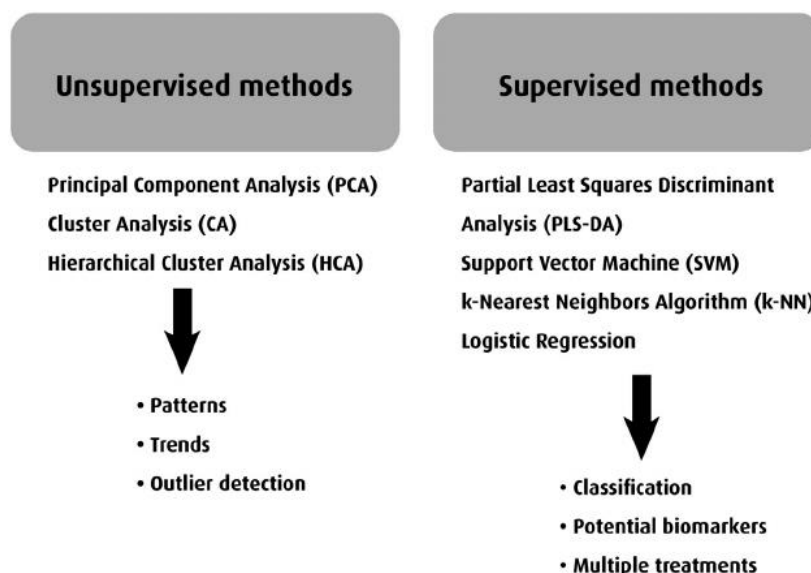 Unsupervised methods
Principal Component Analysis (PCA)
Cluster Analysis (CA)
Hierarchical Cluster Analysis (HCA)
• Patterns
• Trends
• Outlier detection
Supervised methods
Partial Least Squares Discriminant
Analysis (PLS-DA)
Support Vector Machine (SVM)
k-Nearest Neighbors Algorithm (k-NN)
Logistic Regression
• Classification
• Potential biomarkers
• Multiple treatments